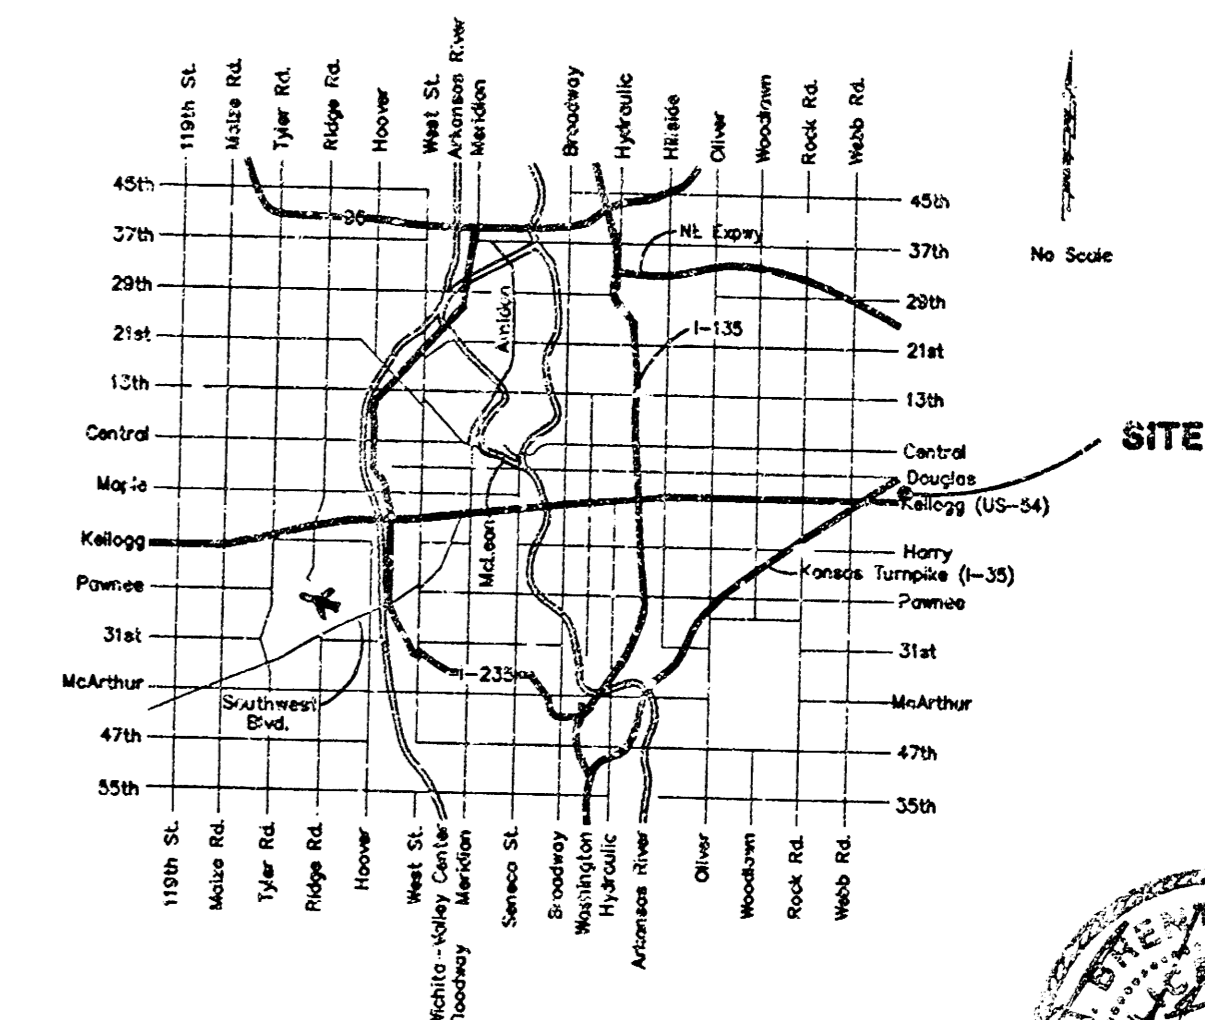 119th St.
Maize Rd.
Tyler Rd.
Ridge Rd.
Hoover
West St.
Arkansas River
Meridian
Broadway
Hydraulic
Hillside
Oliver
Woodlawn
Rock Rd.
Webb Rd.
45th
45th
96
37th
NE Expwy
37th
No Scale
29th
29th
Amidon
21st
I-135
21st
13th
13th
Central
SITE
Central
Maple
Douglas
Kellogg (US-54)
Kellogg
McLean
Harry
Kansas Turnpike (I-35)
Pawnee
Pawnee
31st
31st
McArthur
I-235
Southwest
Blvd.
McArthur
47th
47th
55th
55th
119th St.
Maize Rd.
Tyler Rd.
Ridge Rd.
Hoover
West St.
Wichita-Valley Center
Floodway
Meridian
Seneca St.
Broadway
Washington
Hydraulic
Arkansas River
Oliver
Woodlawn
Rock Rd.
Webb Rd.